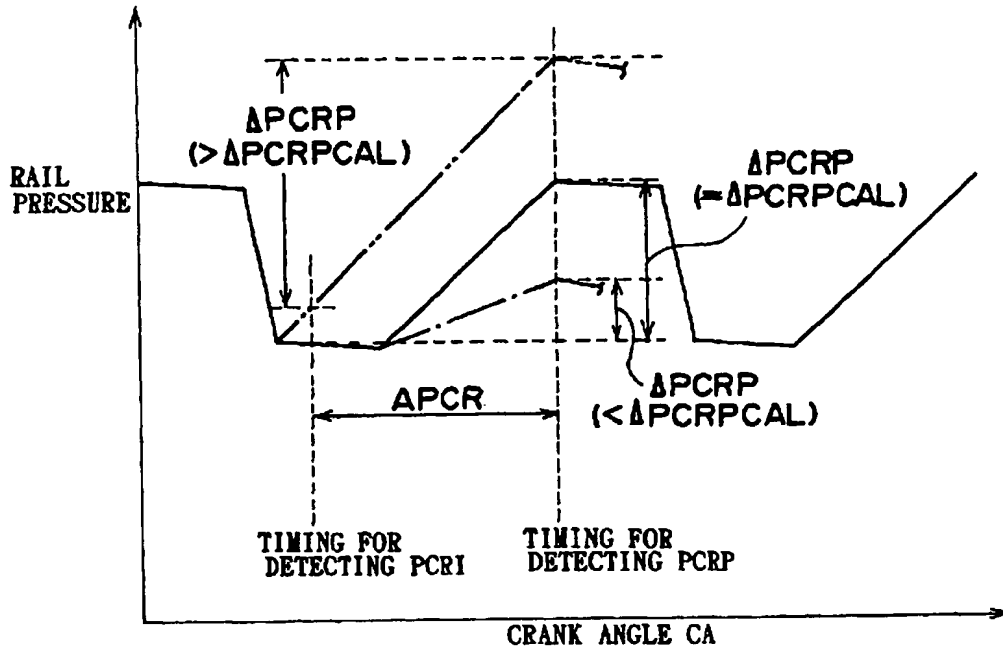 ΔPCRP
(>ΔPCRPCAL)
RAIL
PRESSURE
ΔPCRP
(=ΔPCRPCAL)
ΔPCRP
(<ΔPCRPCAL)
APCR
TIMING FOR
DETECTING PCRI
TIMING FOR
DETECTING PCRP
CRANK ANGLE CA